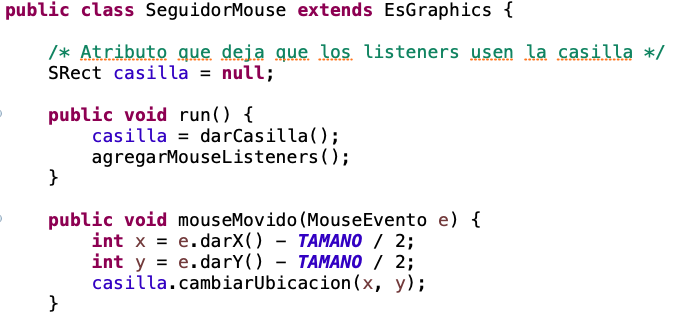 public class SeguidorMouse extends EsGraphics {
/* Atributo que deja que los listeners usen la casilla */
SRect casilla = null;
public void run() {
casilla = darCasilla();
agregarMouseListeners();
}
public void mouseMovido(MouseEvento e) {
int x = e.darX() - TAMANO / 2;
int y = e.darY() - TAMANO / 2;
casilla.cambiarUbicacion(x, y);
}